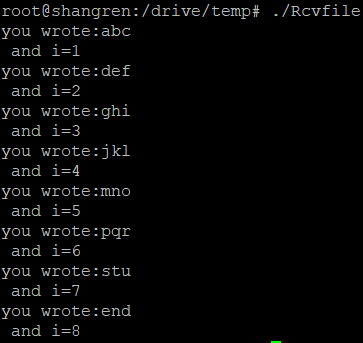 root@shangren:/drive/temp# ./Rcvfile
you wrote:abc
 and i=1
you wrote:def
 and i=2
you wrote:ghi
 and i=3
you wrote:jkl
 and i=4
you wrote:mno
 and i=5
you wrote:pqr
 and i=6
you wrote:stu
 and i=7
you wrote:end
 and i=8